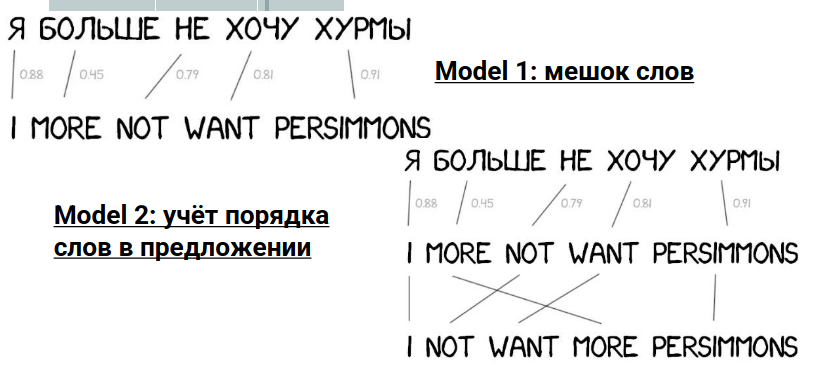 Я БОЛЬШЕ НЕ ХОЧУ ХУРМЫ
0.88 0.45 0.79 0.81 0.91
I MORE NOT WANT PERSIMMONS
Model 1: мешок слов
Model 2: учёт порядка
слов в предложении
Я БОЛЬШЕ НЕ ХОЧУ ХУРМЫ
0.88 0.45 0.79 0.81 0.91
I MORE NOT WANT PERSIMMONS
I NOT WANT MORE PERSIMMONS